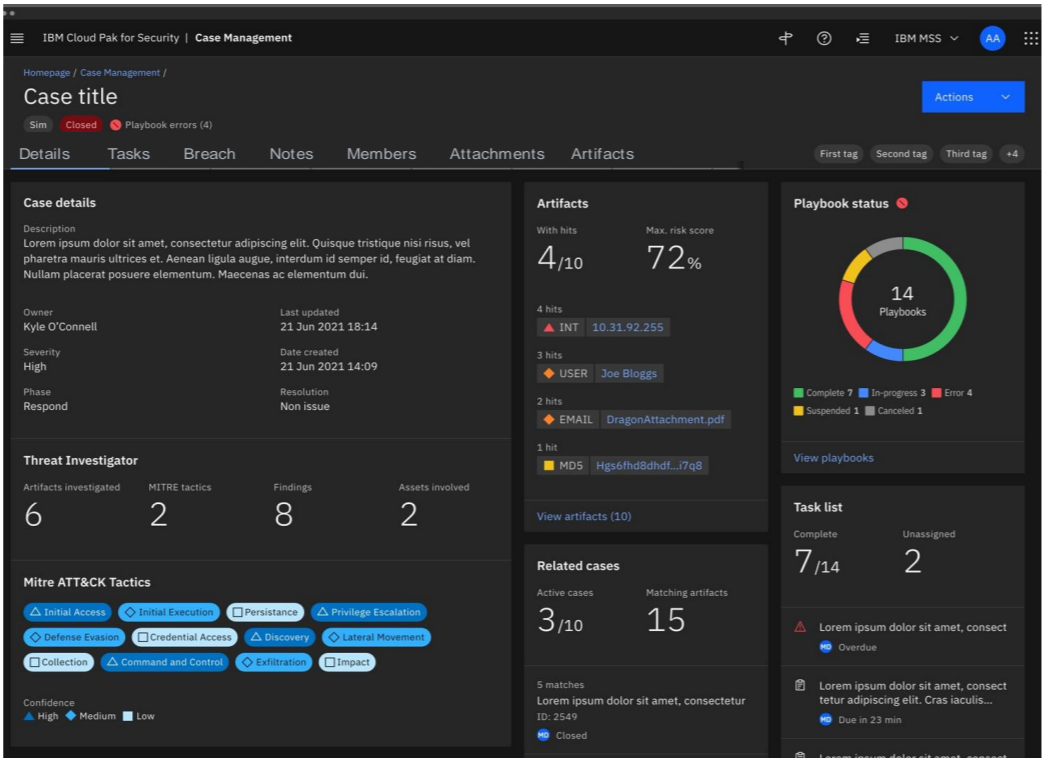 IBM Cloud Pak for Security | Case Management
IBM MSS
AA
Homepage / Case Management /
Case title
Actions
Sim
Closed
Playbook errors (4)
Details
Tasks
Breach
Notes
Members
Attachments
Artifacts
First tag
Second tag
Third tag
+4
Case details
Description
Lorem ipsum dolor sit amet, consectetur adipiscing elit. Quisque tristique nisi risus, vel
pharetra mauris ultrices et. Aenean ligula augue, interdum id semper id, feugiat at diam.
Nullam placerat posuere elementum. Maecenas ac elementum dui.
Owner
Kyle O'Connell
Last updated
21 Jun 2021 18:14
Severity
High
Date created
21 Jun 2021 14:09
Phase
Respond
Resolution
Non issue
Threat Investigator
Artifacts investigated
6
MITRE tactics
2
Findings
8
Assets involved
2
Mitre ATT&CK Tactics
Initial Access
Initial Execution
Persistance
Privilege Escalation
Defense Evasion
Credential Access
Discovery
Lateral Movement
Collection
Command and Control
Exfiltration
Impact
Confidence
High
Medium
Low
Artifacts
With hits
4/10
Max. risk score
72%
4 hits
INT 10.31.92.255
3 hits
USER Joe Bloggs
2 hits
EMAIL DragonAttachment.pdf
1 hit
MD5 Hgs6fhd8dhdf...i7q8
View artifacts (10)
Related cases
Active cases
3/10
Matching artifacts
15
5 matches
Lorem ipsum dolor sit amet, consectetur
ID: 2549
MD Closed
Playbook status
14
Playbooks
Complete 7
In-progress 3
Error 4
Suspended 1
Canceled 1
View playbooks
Task list
Complete
7/14
Unassigned
2
Lorem ipsum dolor sit amet, consect
MD Overdue
Lorem ipsum dolor sit amet, consect
tetur adipiscing elit. Cras iaculis...
MD Due in 23 min
Lorem ipsum dolor sit amet, consect